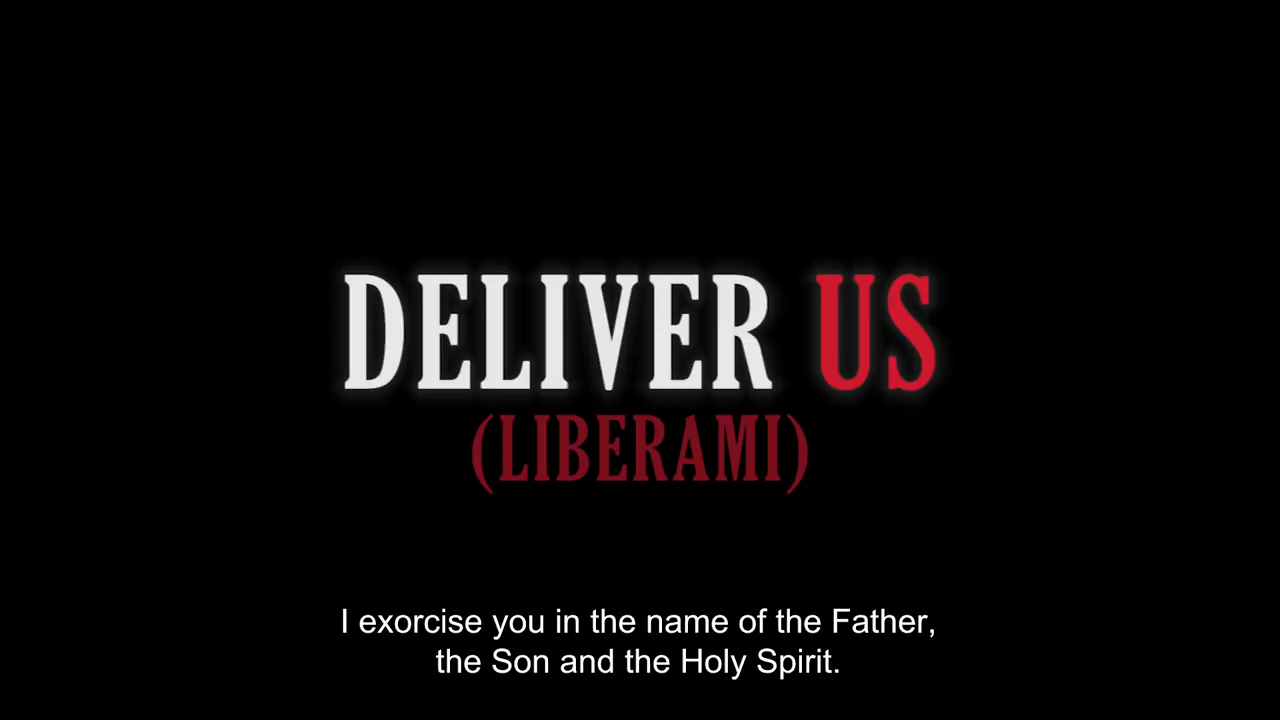 DELIVER US
(LIBERAMI)
I exorcise you in the name of the Father,
the Son and the Holy Spirit.